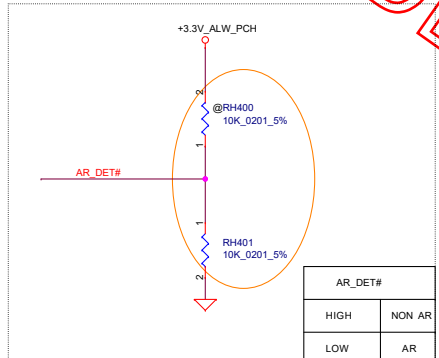 +3.3V_ALW_PCH
2
@RH400
10K_0201_5%
1
AR_DET#
1
RH401
10K_0201_5%
2
AR_DET#
HIGH NON AR
LOW AR